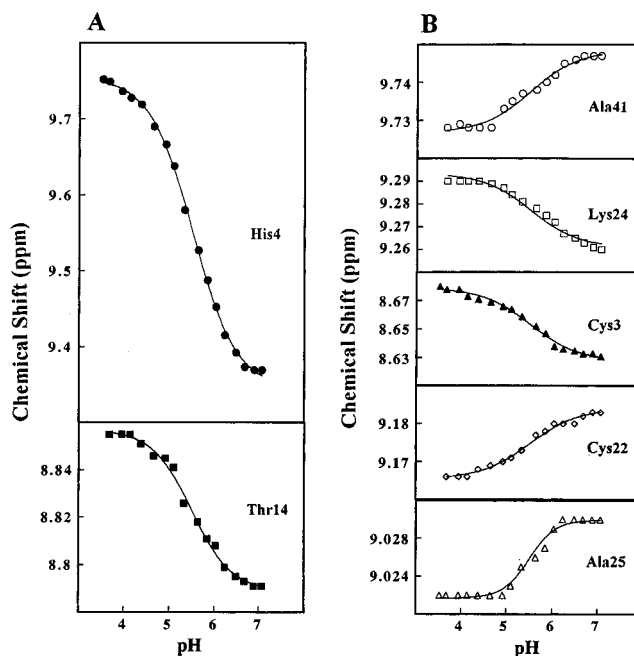 A
B
9.7
9.6
9.5
9.4
His4
8.84
8.82
8.8
Thr14
4 5 6 7
pH
Chemical Shift (ppm)
9.74
9.73
Ala41
9.29
9.28
9.27
9.26
Lys24
8.67
8.65
8.63
Cys3
9.18
9.17
Cys22
9.028
9.024
Ala25
4 5 6 7
pH
Chemical Shift (ppm)